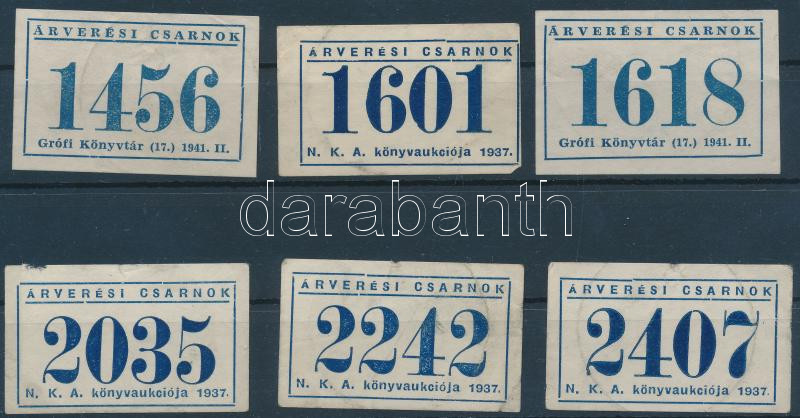 ÁRVERÉSI CSARNOK
1456
Grófi Könyvtár (17.) 1941. II.
ÁRVERÉSI CSARNOK
1601
N. K. A. könyvaukciója 1937.
ÁRVERÉSI CSARNOK
1618
Grófi Könyvtár (17.) 1941. II.
darabanth
ÁRVERÉSI CSARNOK
2035
N. K. A. könyvaukciója 1937.
ÁRVERÉSI CSARNOK
2242
N. K. A. könyvaukciója 1937.
ÁRVERÉSI CSARNOK
2407
N. K. A. könyvaukciója 1937.